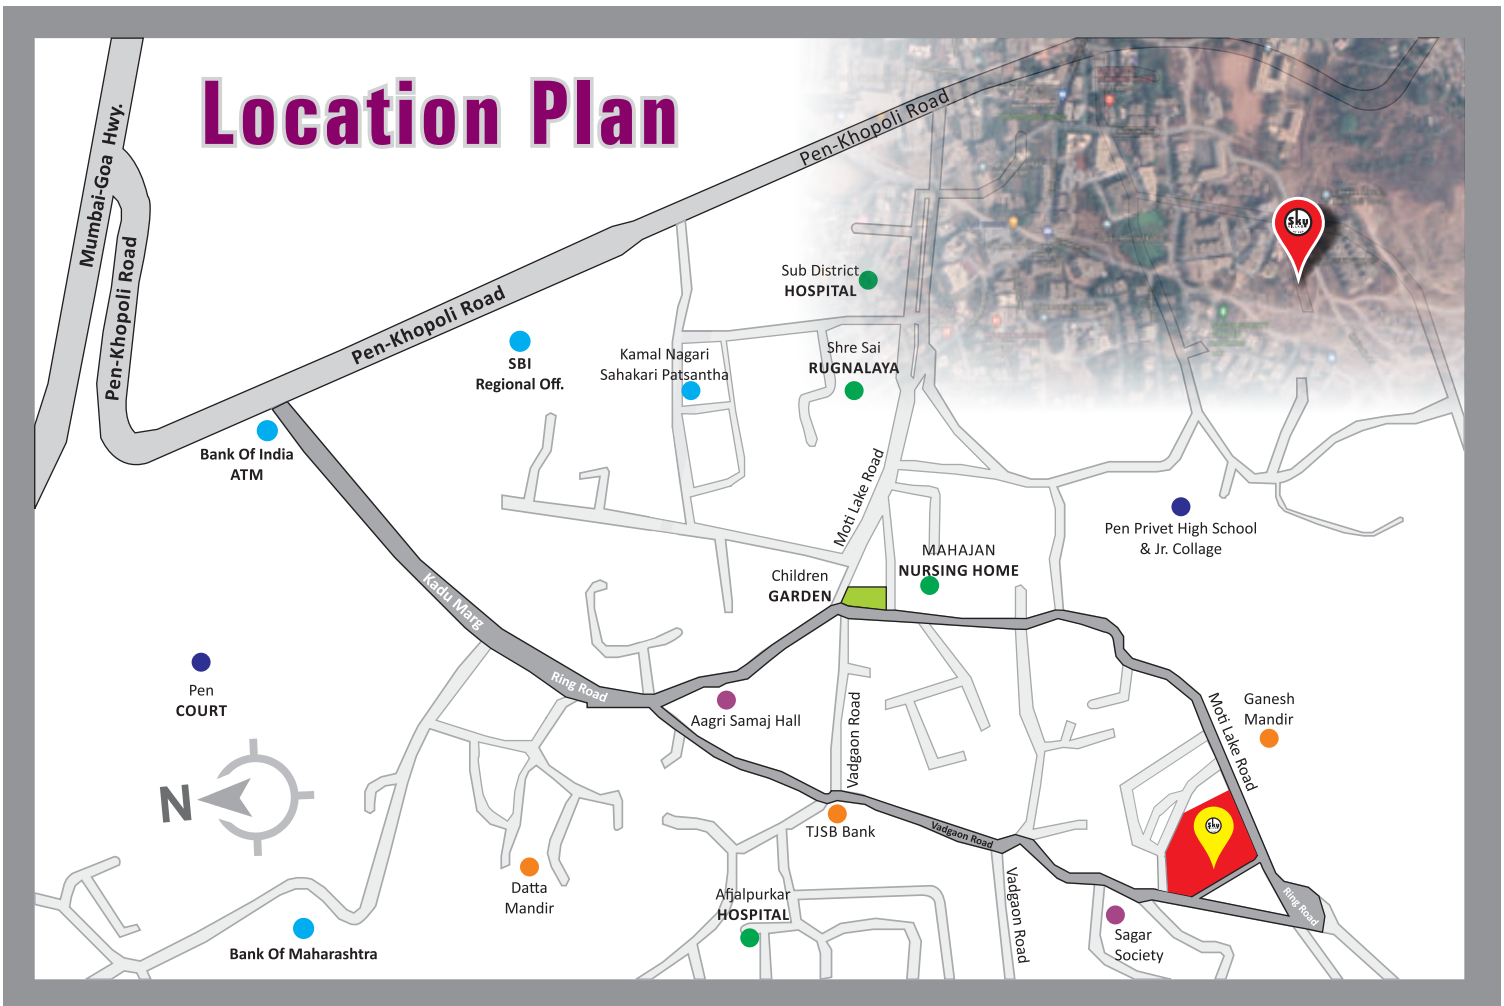 Location Plan
Mumbai-Goa Hwy.
Pen-Khopoli Road
Pen-Khopoli Road
Pen-Khopoli Road
Sky
Sub District
HOSPITAL
SBI
Regional Off.
Kamal Nagari
Sahakari Patsantha
Shre Sai
RUGNALAYA
Bank Of India
ATM
Moti Lake Road
Pen Privet High School
& Jr. Collage
MAHAJAN
NURSING HOME
Children
GARDEN
Kadu Marg
Ring Road
Pen
COURT
Aagri Samaj Hall
Vadgaon Road
Moti Lake Road
Ganesh
Mandir
N
TJSB Bank
Vadgaon Road
Sky
Datta
Mandir
Afjalpurkar
HOSPITAL
Vadgaon Road
Ring Road
Sagar
Society
Bank Of Maharashtra